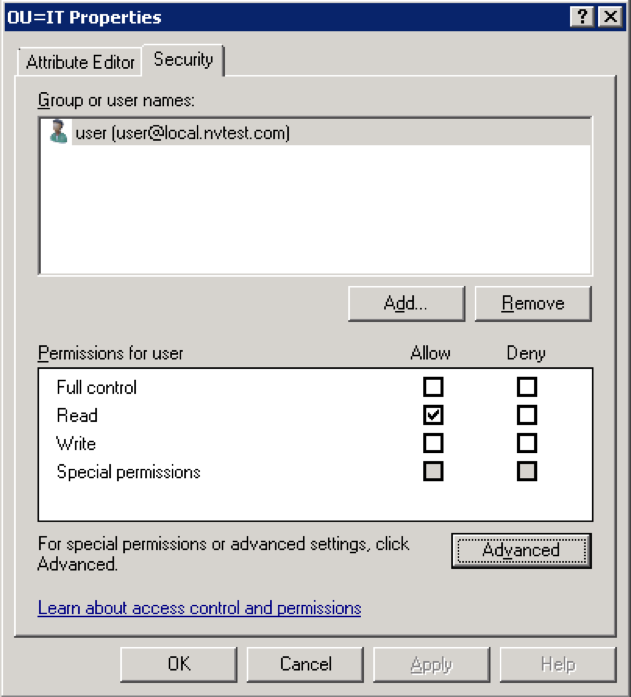 OU=IT Properties
Attribute Editor Security
Group or user names:
user (user@local.nvtest.com)
Add... Remove
Permissions for user Allow Deny
Full control
Read
Write
Special permissions
For special permissions or advanced settings, click Advanced
Advanced.
Learn about access control and permissions
OK Cancel Apply Help